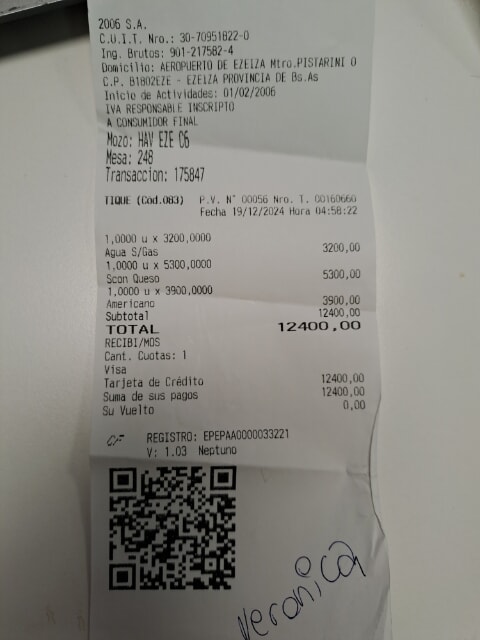 2006 S.A.
C.U.I.T. Nro.: 30-70951822-0
Ing. Brutos: 901-217582-4
Domicilio: AEROPUERTO DE EZEIZA Mtro.PISTARINI 0
C.P. B1802EZE - EZEIZA PROVINCIA DE Bs.As
Inicio de Actividades: 01/02/2006
IVA RESPONSABLE INSCRIPTO
A CONSUMIDOR FINAL
Mozo: HAV EZE C6
Mesa: 248
Transaccion: 175847
TIQUE (Cod.083) P.V. N° 00056 Nro. T. 00160660
Fecha 19/12/2024 Hora 04:58:22
1,0000 u x 3200,0000
Agua S/Gas 3200,00
1,0000 u x 5300,0000
Scon Queso 5300,00
1,0000 u x 3900,0000
Americano 3900,00
Subtotal 12400,00
TOTAL 12400,00
RECIBI/MOS
Cant. Cuotas: 1
Visa
Tarjeta de Crédito 12400,00
Suma de sus pagos 12400,00
Su Vuelto 0,00
CF REGISTRO: EPEPAA0000033221
V: 1.03 Neptuno
veronica